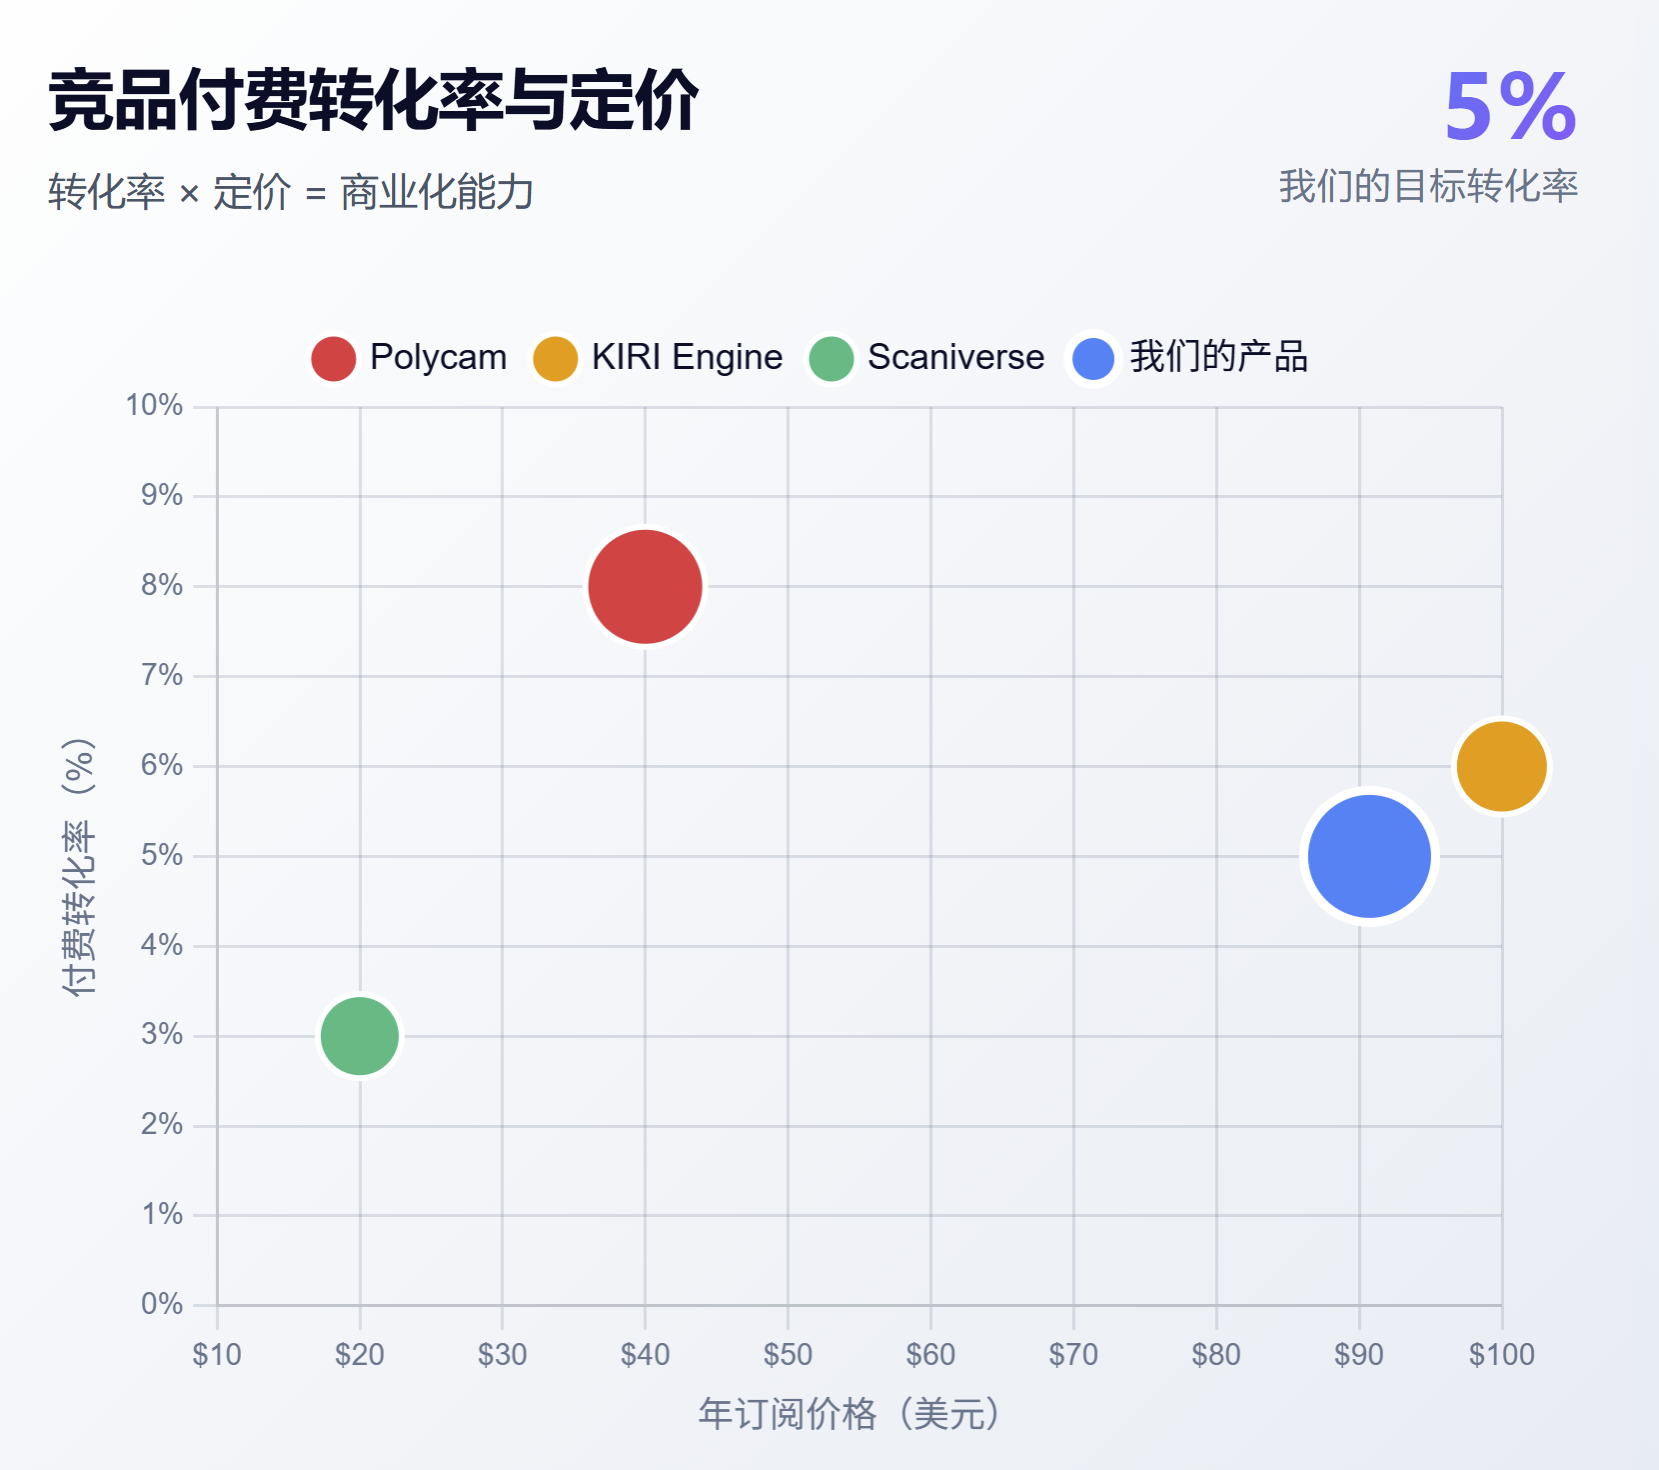 竞品付费转化率与定价
转化率 × 定价 = 商业化能力
5%
我们的目标转化率
Polycam
KIRI Engine
Scaniverse
我们的产品
付费转化率（%）
10%
9%
8%
7%
6%
5%
4%
3%
2%
1%
0%
$10
$20
$30
$40
$50
$60
$70
$80
$90
$100
年订阅价格（美元）